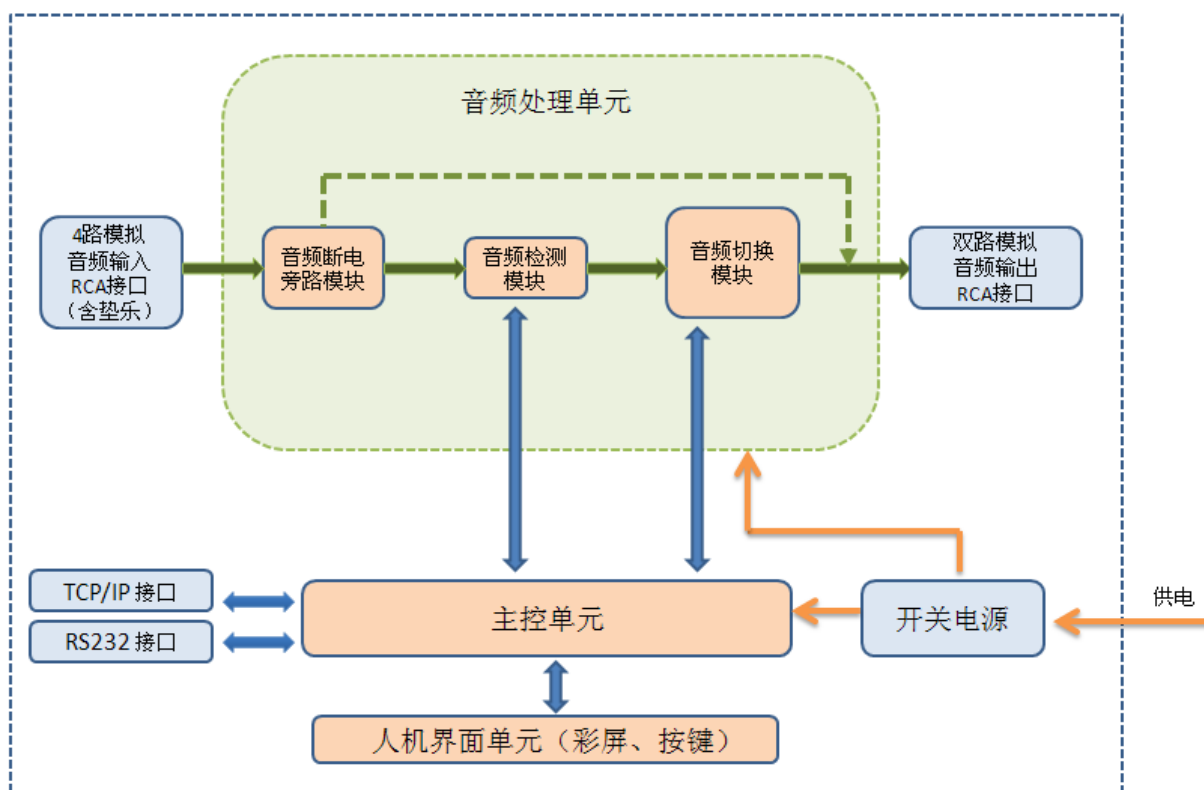 音频处理单元
4路模拟
音频输入
RCA接口
（含垫乐）
音频断电
旁路模块
音频检测
模块
音频切换
模块
双路模拟
音频输出
RCA接口
TCP/IP 接口
RS232 接口
主控单元
开关电源
供电
人机界面单元（彩屏、按键）